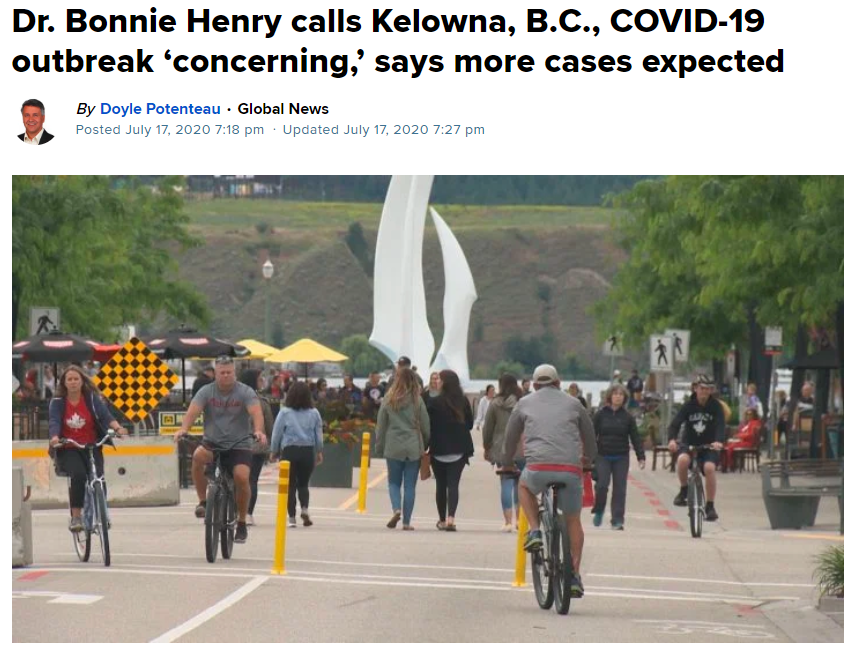 Dr. Bonnie Henry calls Kelowna, B.C., COVID-19
outbreak ‘concerning,’ says more cases expected
By Doyle Potenteau · Global News
Posted July 17, 2020 7:18 pm · Updated July 17, 2020 7:27 pm